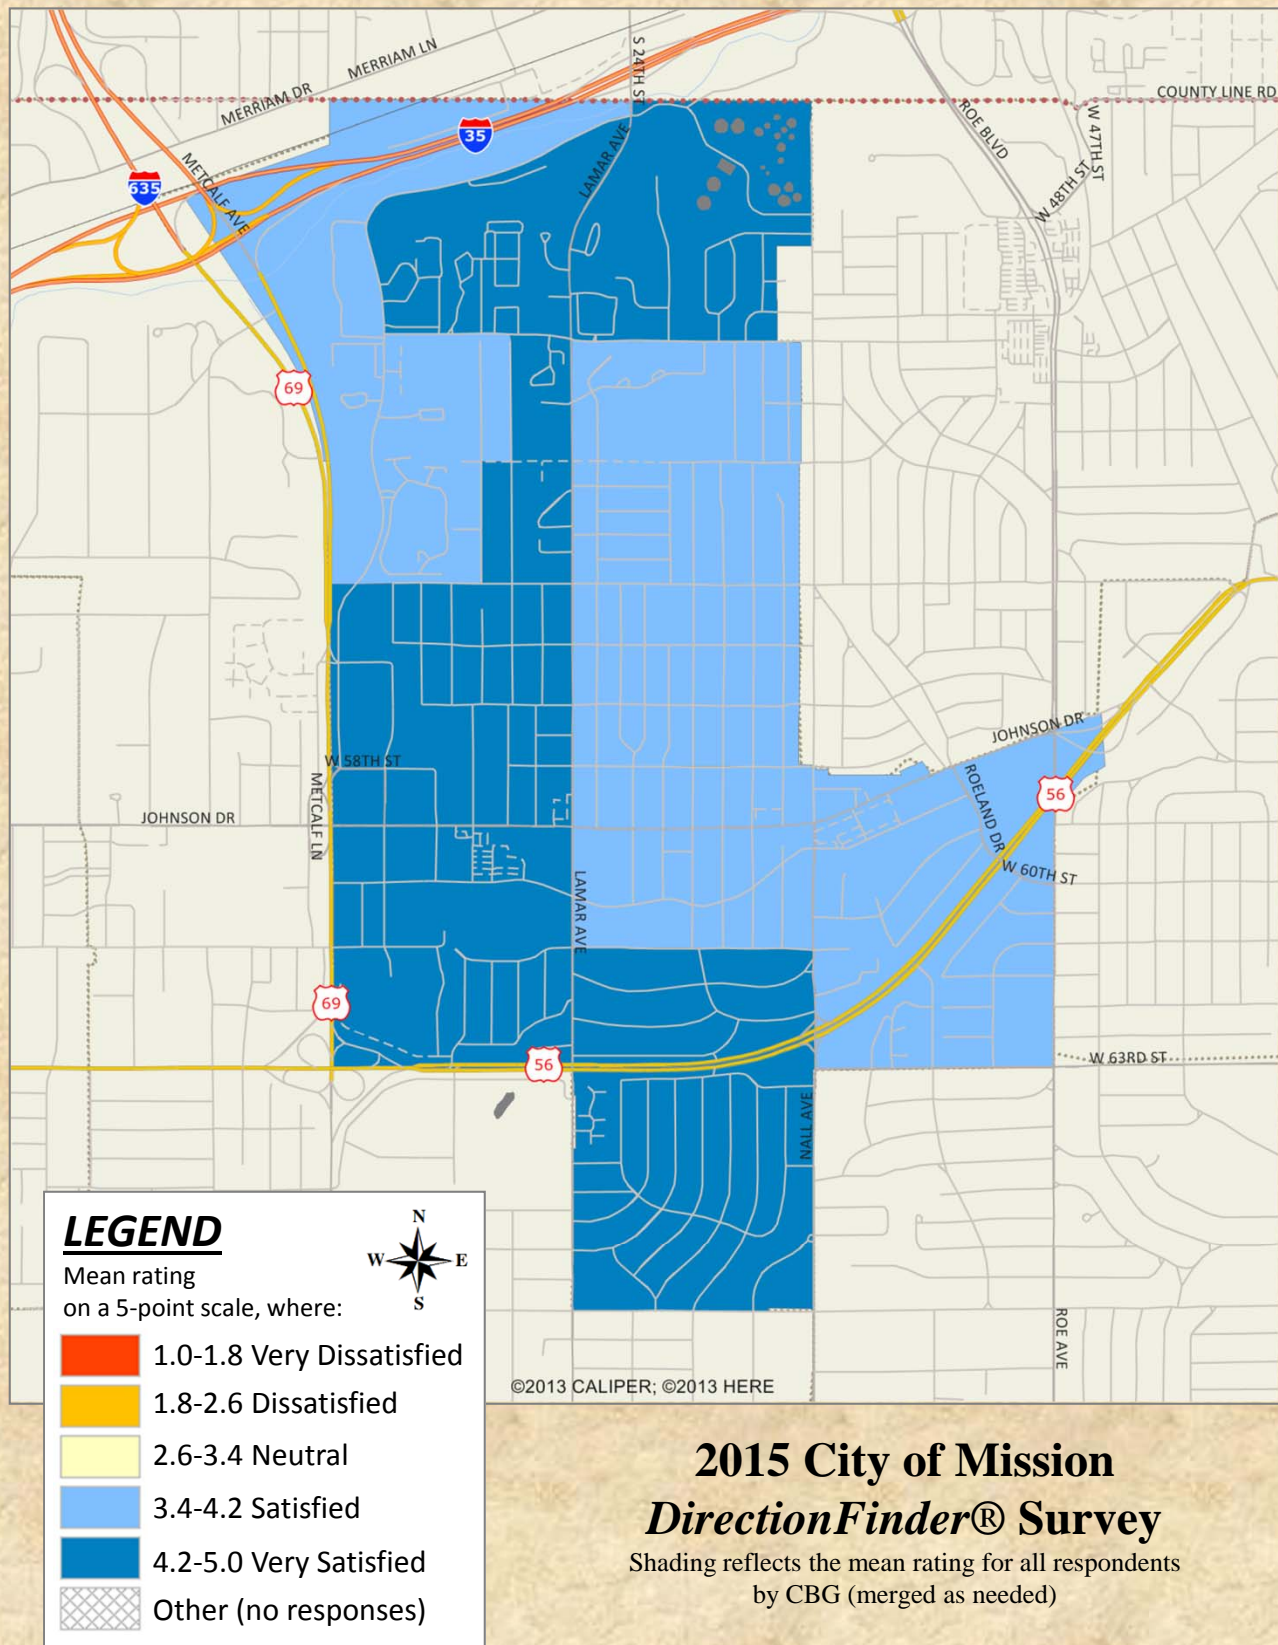 MERRIAM LN
S 24TH ST
MERRIAM DR
COUNTY LINE RD
ROE BLVD
W 47TH ST
35
LAMAR AVE
METCALF AVE
635
W 48TH ST
69
JOHNSON DR
W 58TH ST
METCALF LN
ROELAND DR
56
JOHNSON DR
W 60TH ST
LAMAR AVE
69
56
W 63RD ST
NALL AVE
ROE AVE
LEGEND
N
W E
S
Mean rating
on a 5-point scale, where:
1.0-1.8 Very Dissatisfied
1.8-2.6 Dissatisfied
2.6-3.4 Neutral
3.4-4.2 Satisfied
4.2-5.0 Very Satisfied
Other (no responses)
©2013 CALIPER; ©2013 HERE
2015 City of Mission
DirectionFinder® Survey
Shading reflects the mean rating for all respondents
by CBG (merged as needed)